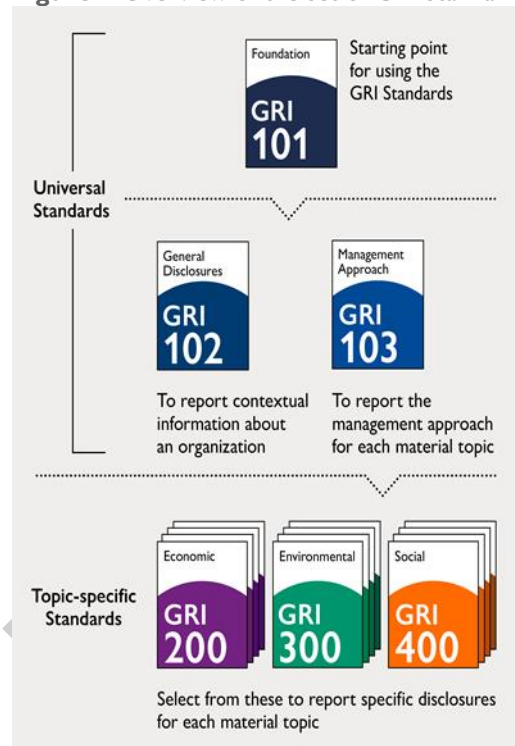 Foundation
GRI
101
Starting point
for using the
GRI Standards
Universal
Standards
General
Disclosures
GRI
102
Management
Approach
GRI
103
To report contextual
information about
an organization
To report the
management approach
for each material topic
Topic-specific
Standards
Economic
GRI
200
Environmental
GRI
300
Social
GRI
400
Select from these to report specific disclosures
for each material topic